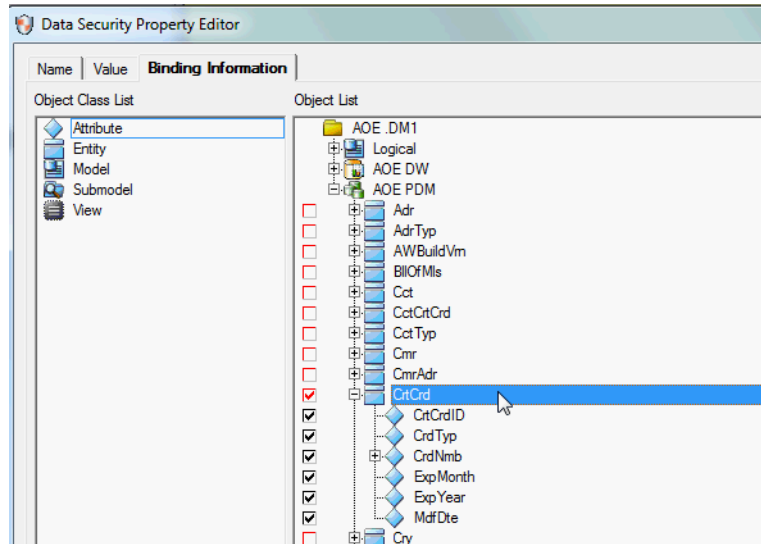 Data Security Property Editor
Name Value Binding Information
Object Class List
Attribute
Entity
Model
Submodel
View
Object List
AOE .DM1
Logical
AOE DW
AOE PDM
Adr
AdrTyp
AWBuildVrn
BllOfMls
Cct
CctCrtCrd
CctTyp
Cmr
CmrAdr
CrtCrd
CrtCrdID
CrdTyp
CrdNmb
ExpMonth
ExpYear
MdfDte
Cry